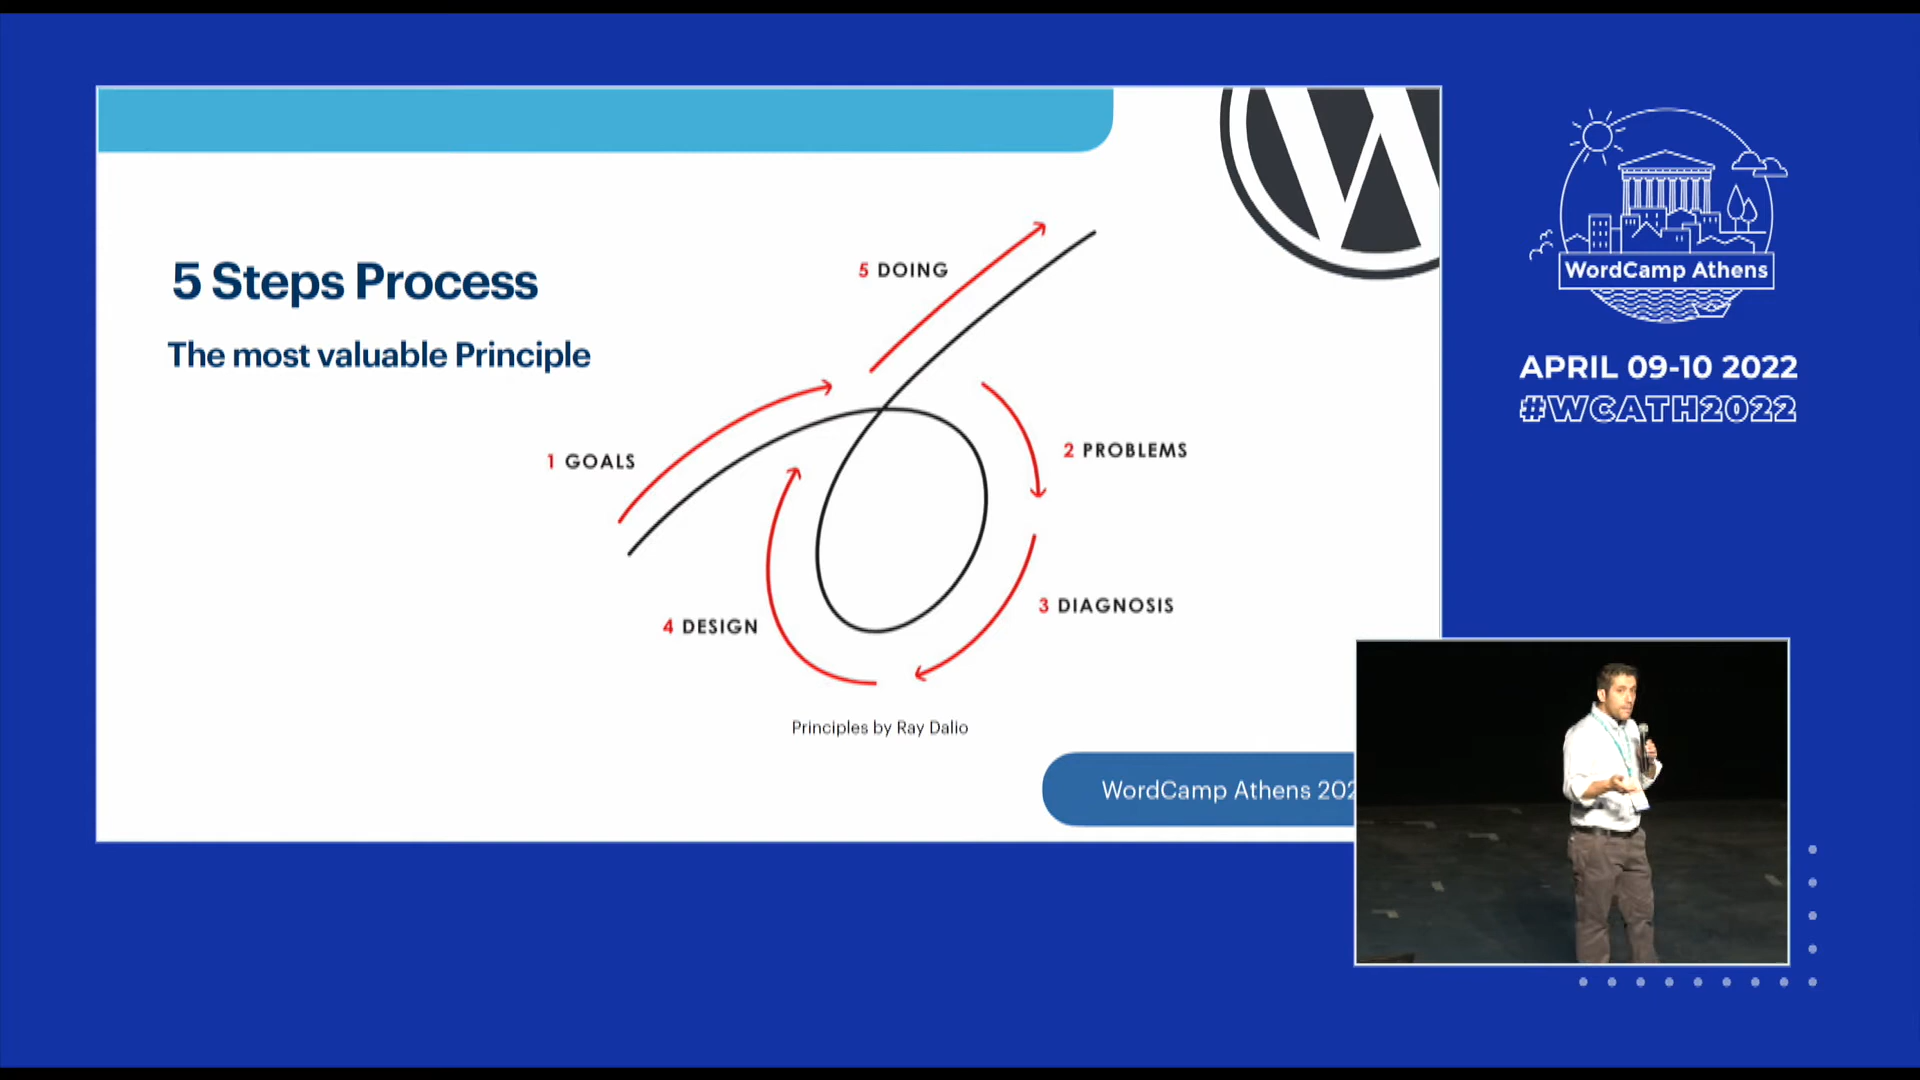 5 Steps Process
The most valuable Principle
5 DOING
1 GOALS
2 PROBLEMS
3 DIAGNOSIS
4 DESIGN
Principles by Ray Dalio
WordCamp Athens 202
WordCamp Athens
APRIL 09-10 2022
#WCATH2022